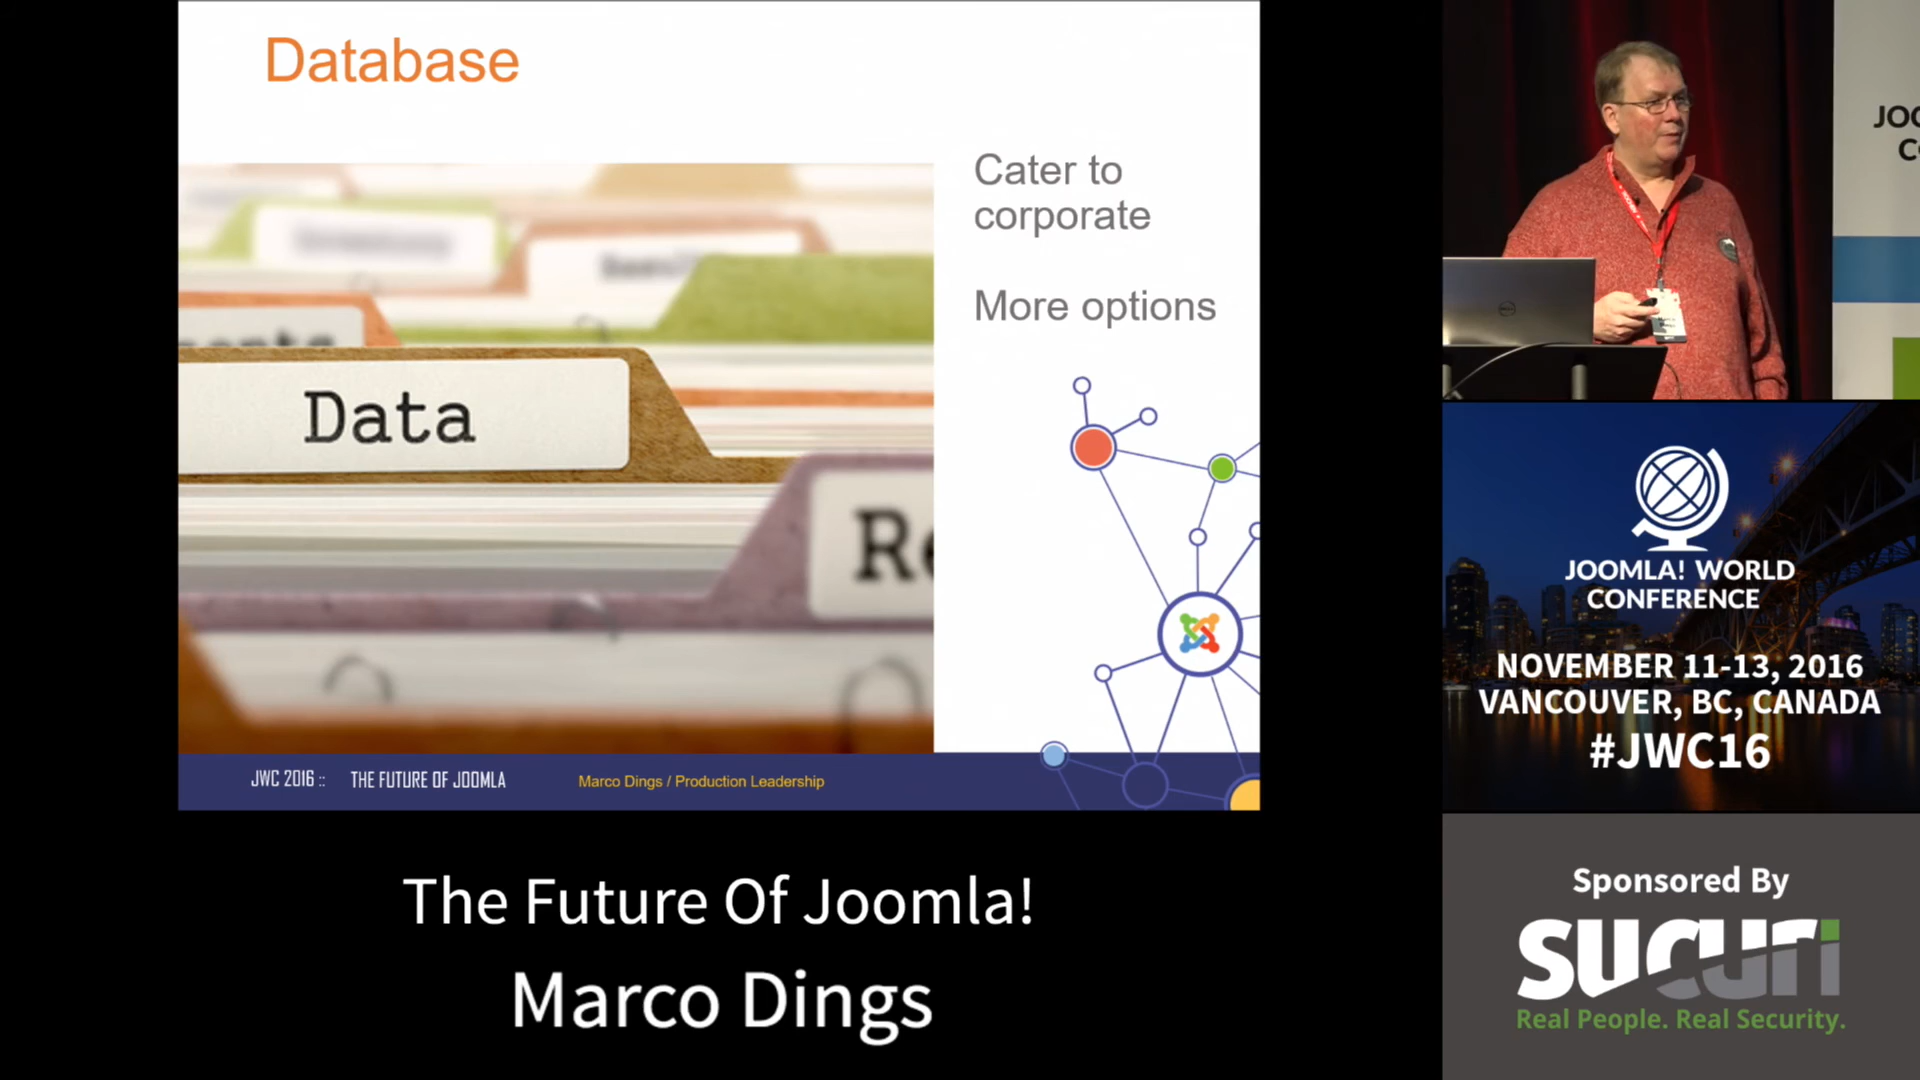 Database
Cater to
corporate
More options
Data
JWC 2016 :: THE FUTURE OF JOOMLA
Marco Dings / Production Leadership
The Future Of Joomla!
Marco Dings
JOOMLA! WORLD
CONFERENCE
NOVEMBER 11-13, 2016
VANCOUVER, BC, CANADA
#JWC16
Sponsored By
SUCURI
Real People. Real Security.